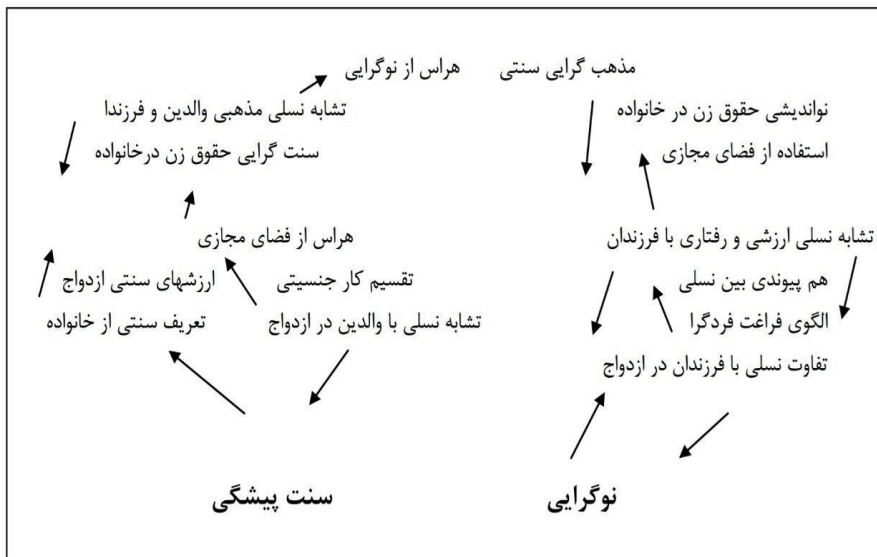 مذهب گرایی سنتی
هراس از نوگرایی
نواندیشی حقوق زن در خانواده
تشابه نسلی مذهبی والدین و فرزندا
استفاده از فضای مجازی
سنت گرایی حقوق زن درخانواده
تشابه نسلی ارزشی و رفتاری با فرزندان
هراس از فضای مجازی
هم پیوندی بین نسلی
تقسیم کار جنسیتی
ارزشهای سنتی ازدواج
الگوی فراغت فردگرا
تشابه نسلی با والدین در ازدواج
تعریف سنتی از خانواده
تفاوت نسلی با فرزندان در ازدواج
نوگرایی
سنت پیشگی